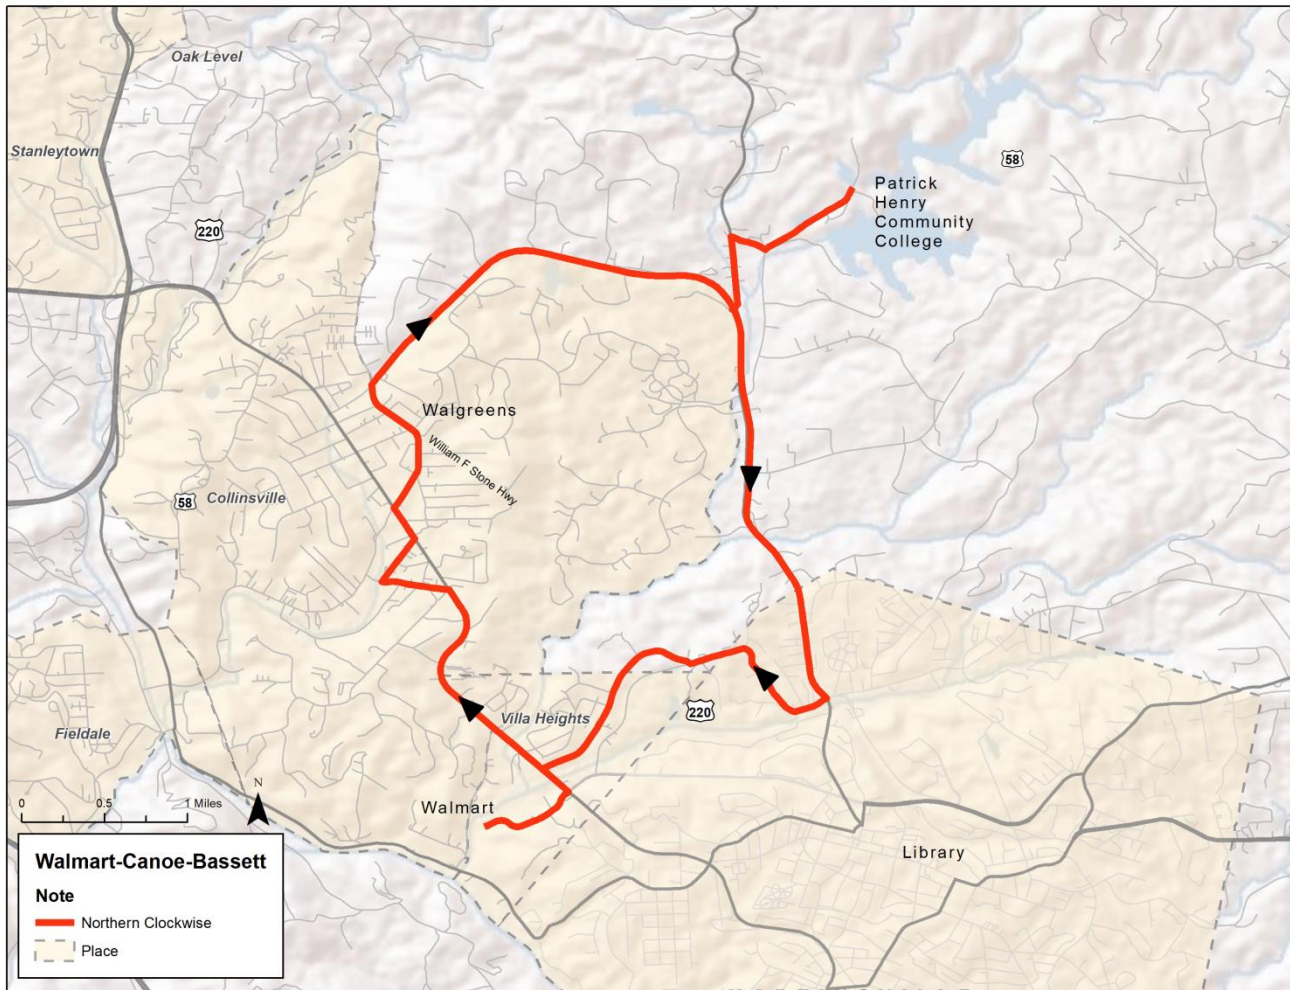 Oak Level
Stanleytown
58
Patrick
Henry
Community
College
220
Walgreens
William F Stone Hwy
58
Collinsville
220
Villa Heights
Fieldale
N
0 0.5 1 Miles
Walmart
Library
Walmart-Canoe-Bassett
Note
Northern Clockwise
Place